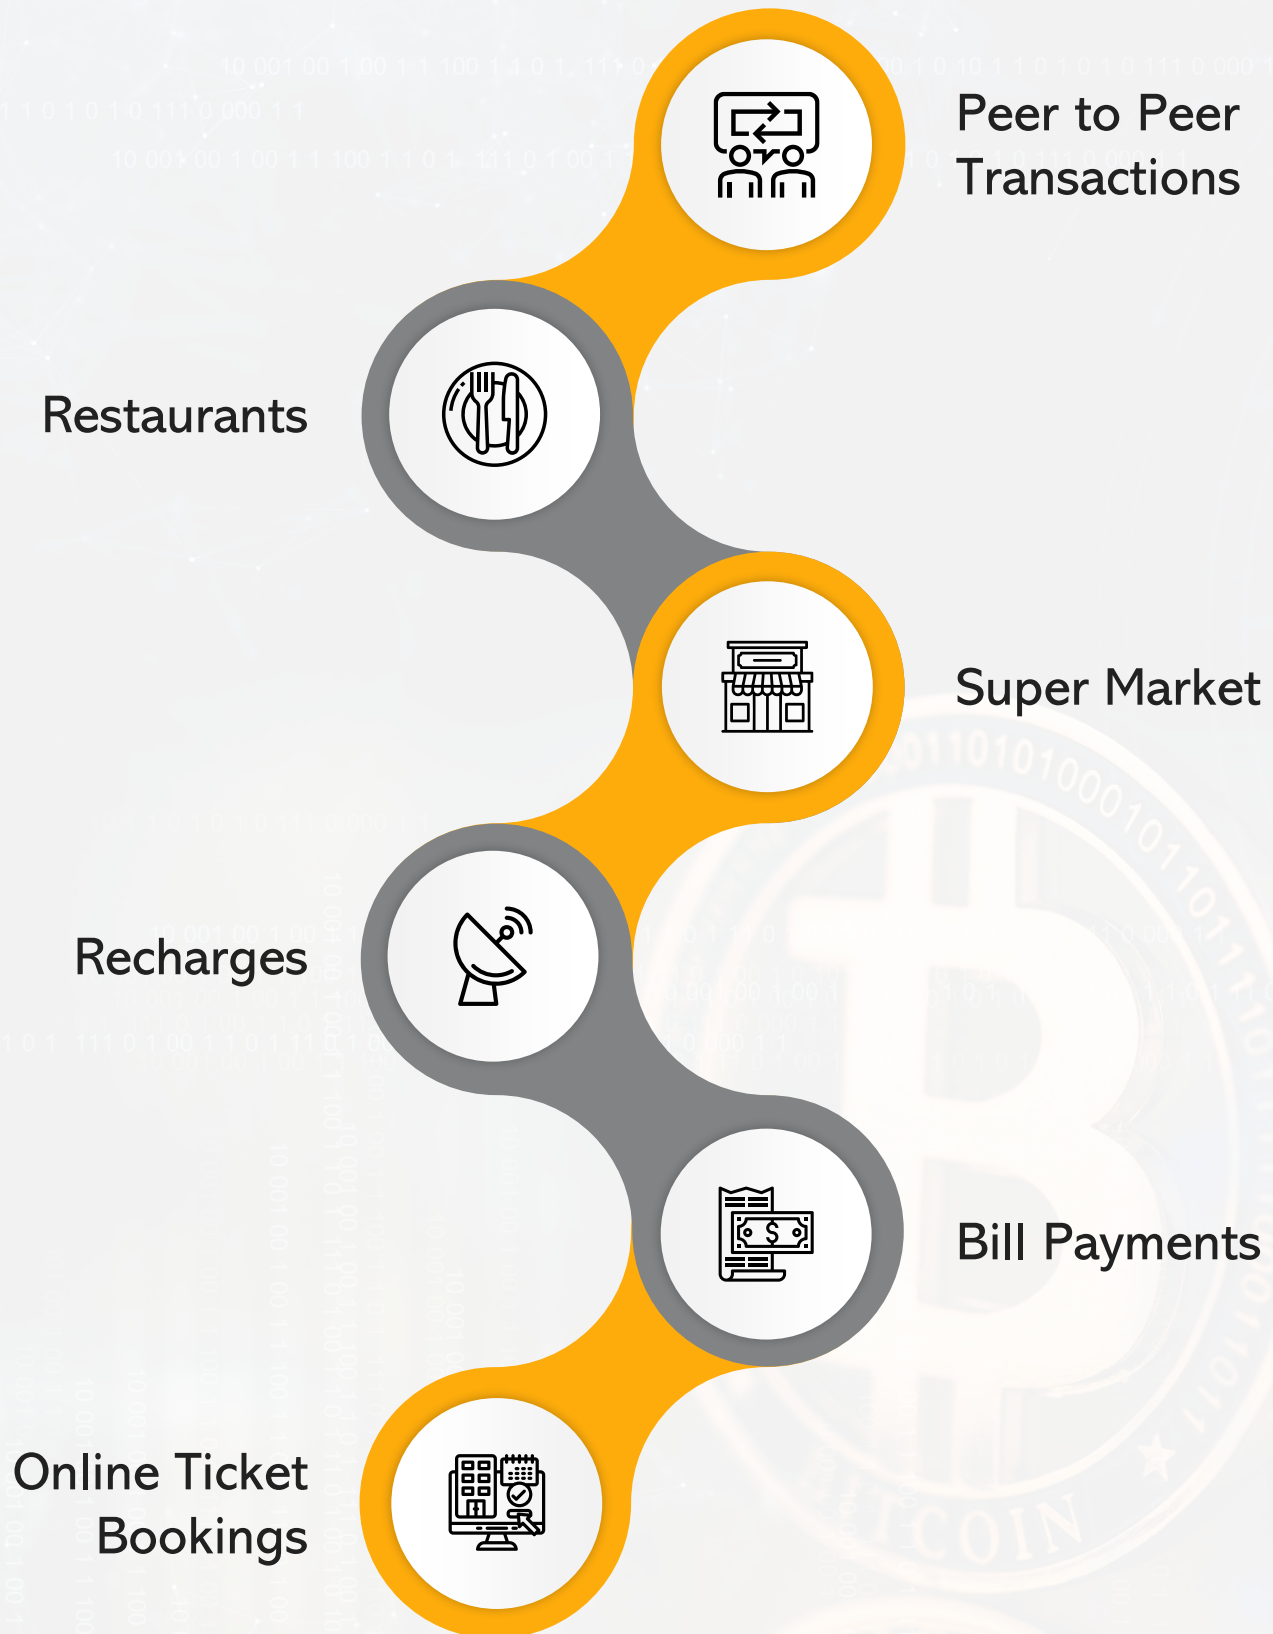 Peer to Peer
Transactions
Restaurants
Super Market
Recharges
Bill Payments
Online Ticket
Bookings